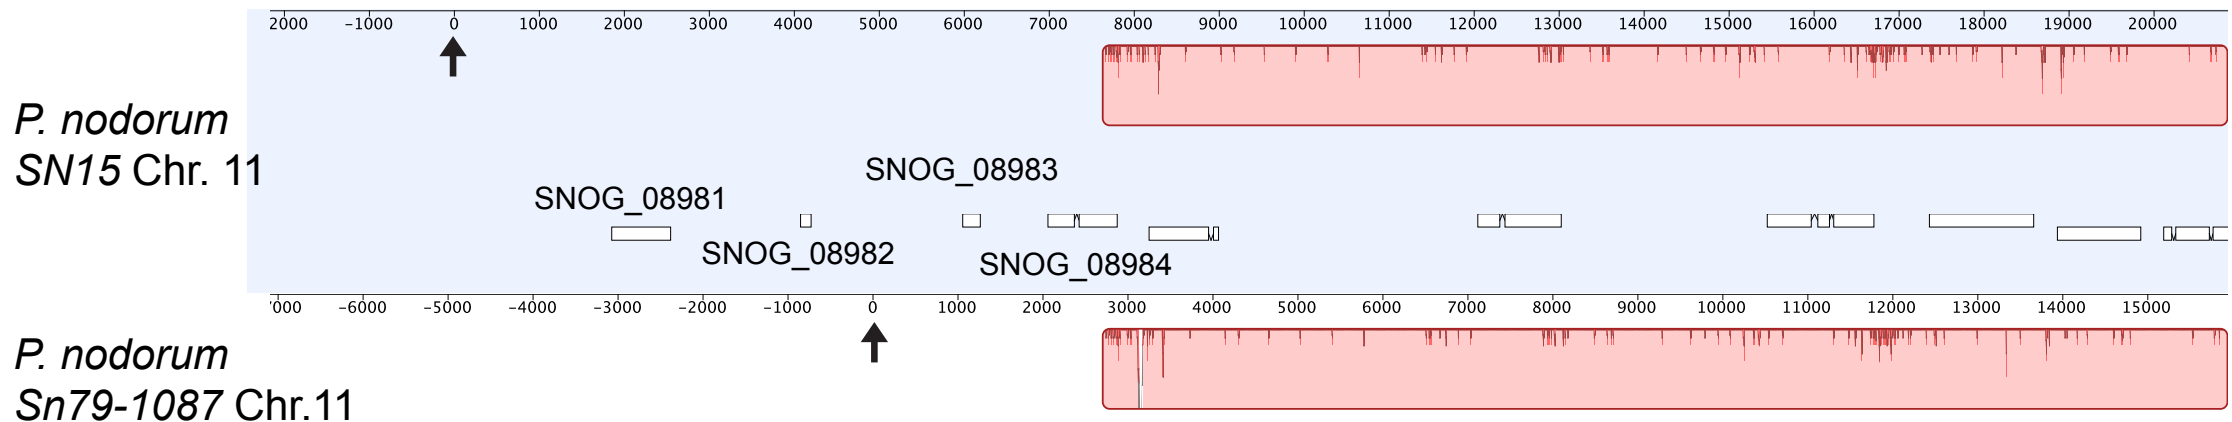 2000 −1000 0 1000 2000 3000 4000 5000 6000 7000 8000 9000 10000 11000 12000 13000 14000 15000 16000 17000 18000 19000 20000
P. nodorum
SN15 Chr. 11
SNOG_08983
SNOG_08981
SNOG_08982
SNOG_08984
'000 −6000 −5000 −4000 −3000 −2000 −1000 0 1000 2000 3000 4000 5000 6000 7000 8000 9000 10000 11000 12000 13000 14000 15000
P. nodorum
Sn79-1087 Chr.11